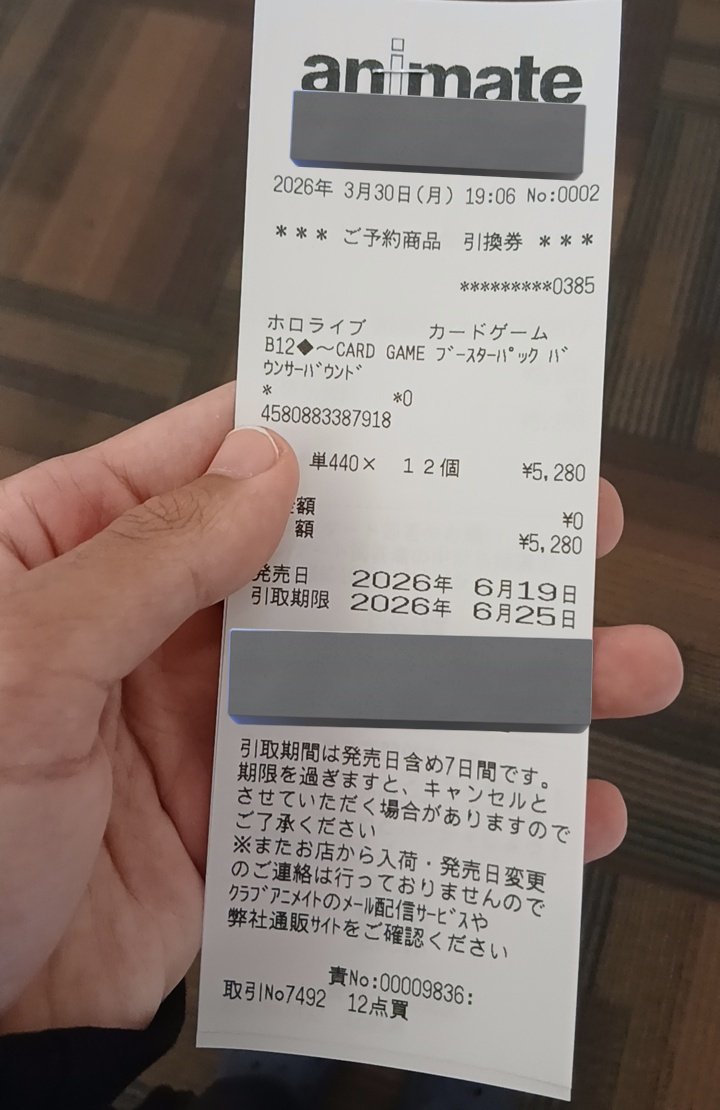 animate
2026年 3月30日(月) 19:06 No:0002
*** ご予約商品 引換券 ***
*********0385
ホロライブ カードゲーム
B12◆～CARD GAME ﾌﾞｰｽﾀｰﾊﾟｯｸ ﾊﾞ
ｳﾝｻｰﾊﾞｳﾝﾄﾞ
* *0
4580883387918
単440× 12個 ¥5,280
額 ¥0
額 ¥5,280
発売日 2026年 6月19日
引取期限 2026年 6月25日
引取期間は発売日含め7日間です。
期限を過ぎますと、キャンセルと
させていただく場合がありますので
ご了承ください
※またお店から入荷・発売日変更
のご連絡は行っておりませんので
ｸﾗﾌﾞｱﾆﾒｲﾄのﾒｰﾙ配信ｻｰﾋﾞｽや
弊社通販ｻｲﾄをご確認ください
責No:00009836:
取引No7492 12点買